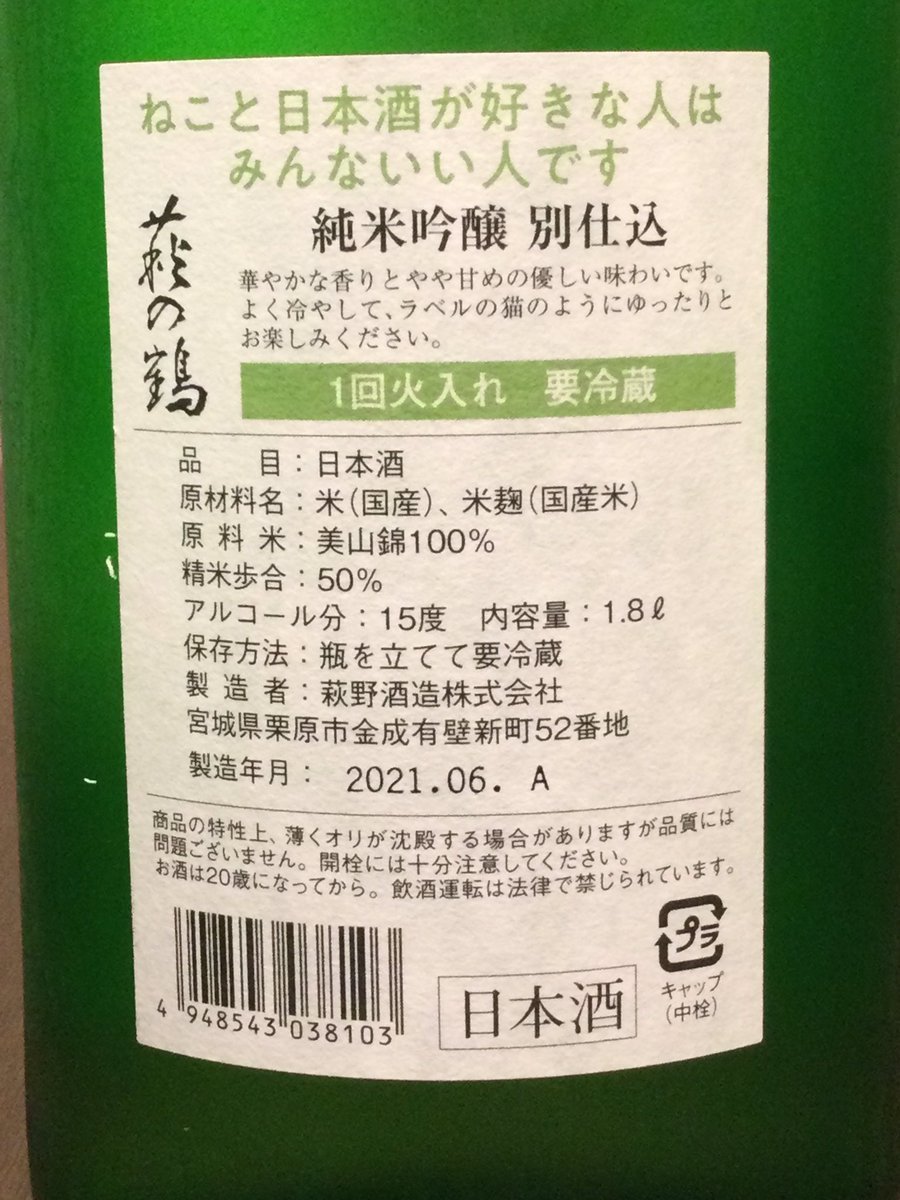 ねこと日本酒が好きな人は
みんないい人です
萩の鶴
純米吟醸 別仕込
華やかな香りとやや甘めの優しい味わいです。
よく冷やして、ラベルの猫のようにゆったりと
お楽しみください。
1回火入れ 要冷蔵
品 目：日本酒
原材料名：米（国産）、米麹（国産米）
原 料 米：美山錦100％
精米歩合：50％
アルコール分：15度 内容量：1.8ℓ
保存方法：瓶を立てて要冷蔵
製 造 者：萩野酒造株式会社
宮城県栗原市金成有壁新町52番地
製造年月： 2021.06. A
商品の特性上、薄くオリが沈殿する場合がありますが品質には
問題ございません。開栓には十分注意してください。
お酒は20歳になってから。飲酒運転は法律で禁じられています。
4 948543 038103
日本酒
プラ
キャップ
（中栓）